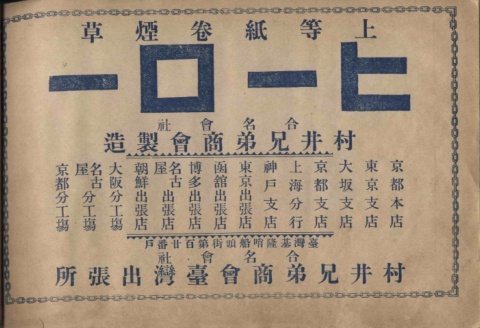 上等紙卷煙草
ヒーロー
合名會社
村井兄弟商會製造
京都本店
東京支店
大坂支店
京都支店
上海分行
神戸支店
東京出張店
函舘出張店
博多出張店
名古屋出張店
朝鮮出張店
大阪分工塲
名古屋分工塲
京都分工塲
臺灣基隆哨船頭街第百廿番戶
合名會社
村井兄弟商會臺灣出張所